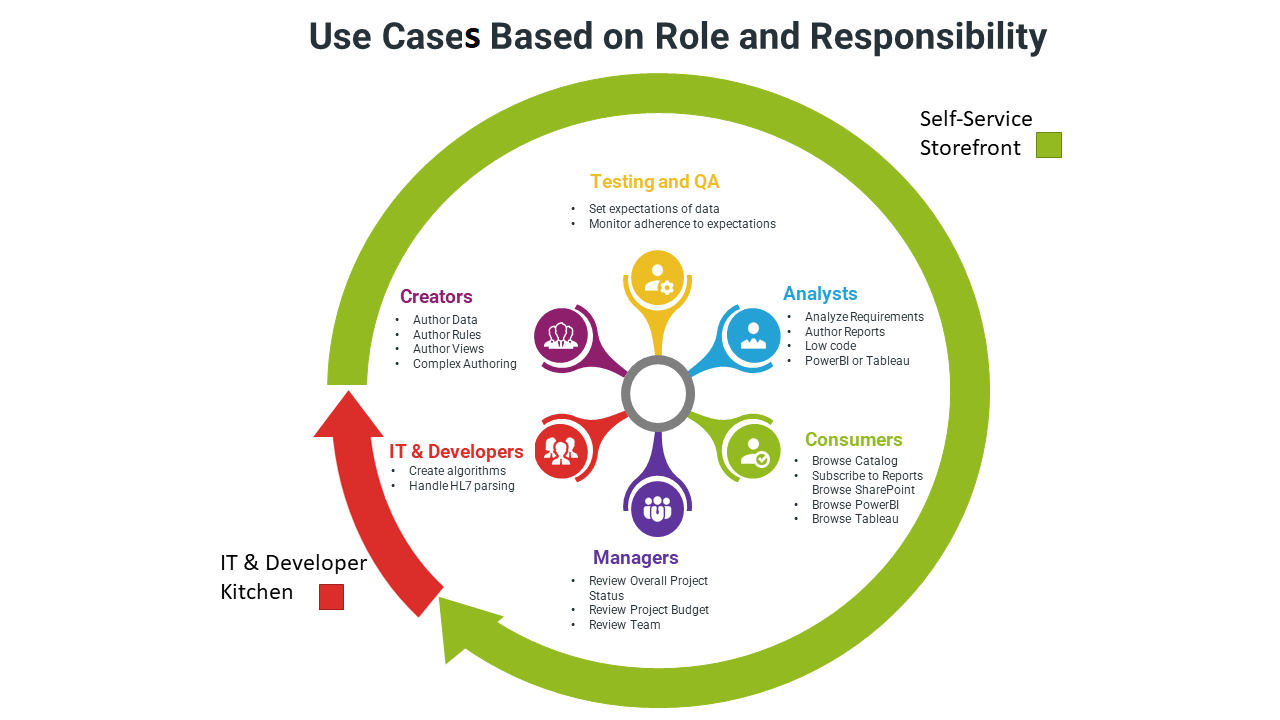 Use Cases Based on Role and Responsibility
Self-Service
Storefront
Testing and QA
• Set expectations of data
• Monitor adherence to expectations
Creators
• Author Data
• Author Rules
• Author Views
• Complex Authoring
Analysts
• Analyze Requirements
• Author Reports
• Low code
• PowerBI or Tableau
IT & Developers
• Create algorithms
• Handle HL7 parsing
Consumers
• Browse Catalog
• Subscribe to Reports
Browse SharePoint
• Browse PowerBI
• Browse Tableau
IT & Developer
Kitchen
Managers
• Review Overall Project
Status
• Review Project Budget
• Review Team